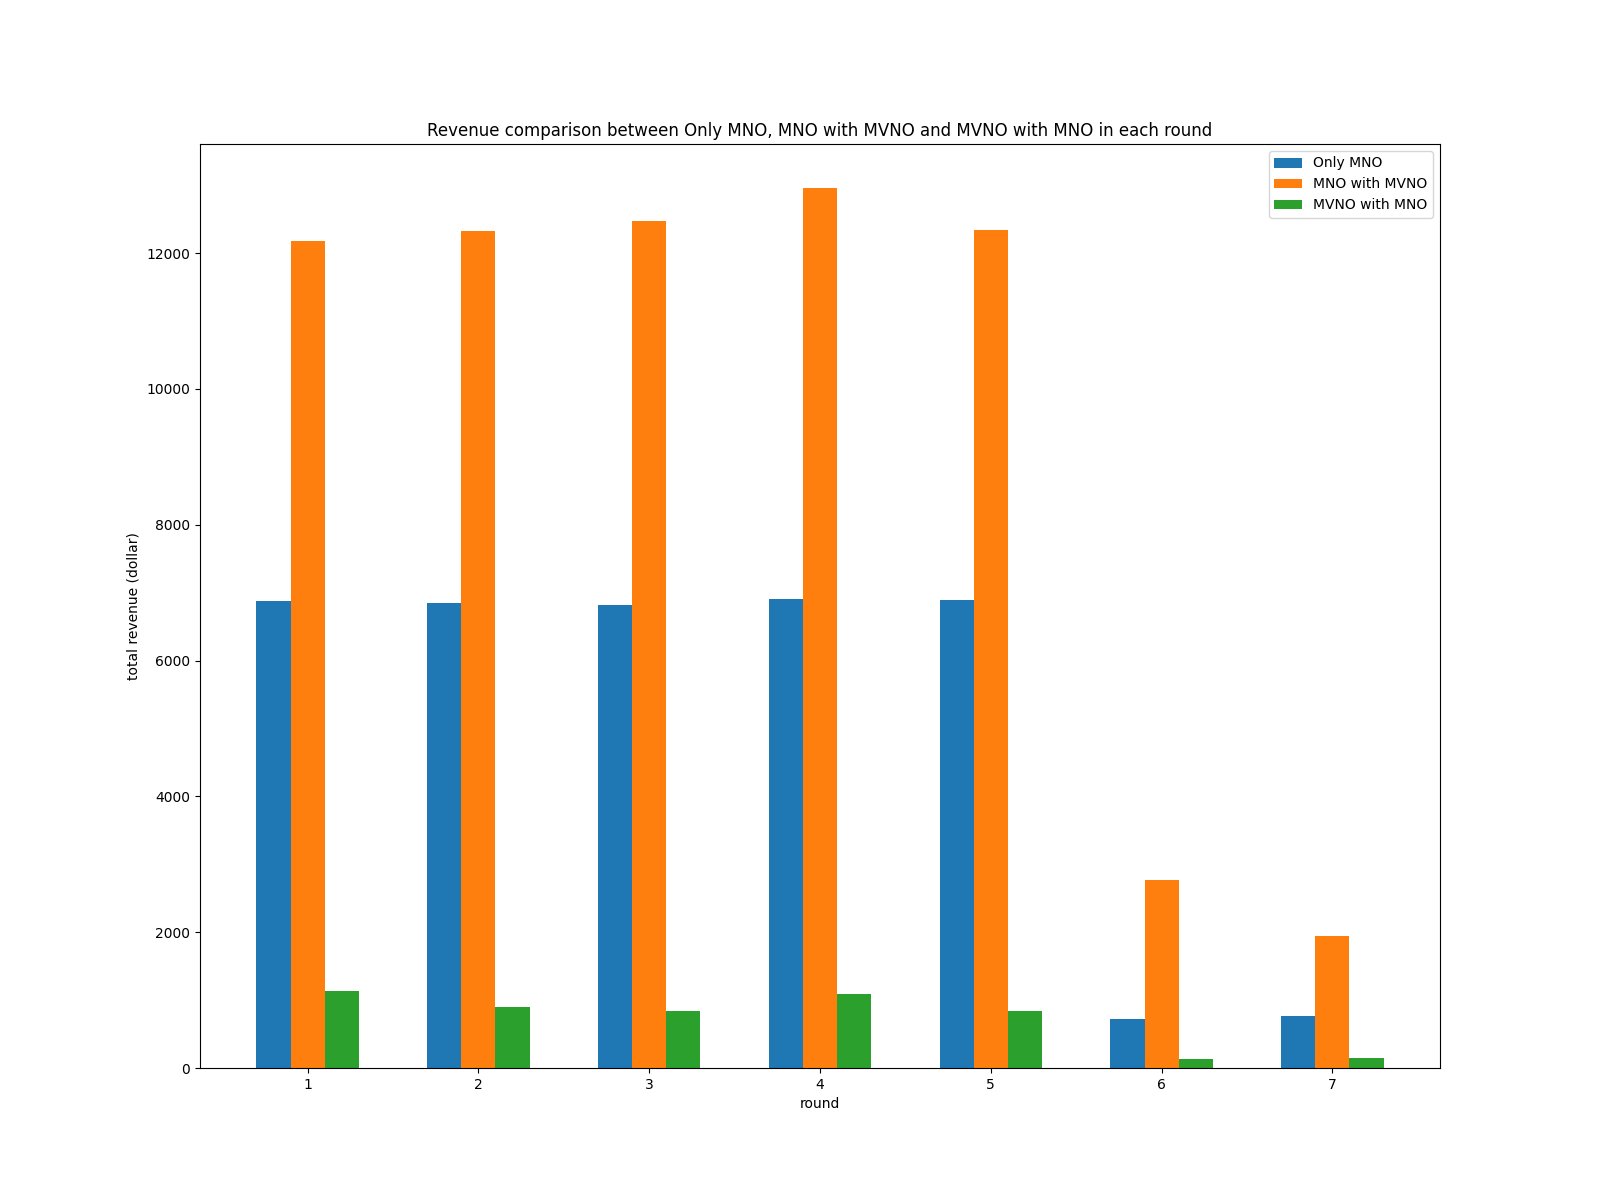 Revenue comparison between Only MNO, MNO with MVNO and MVNO with MNO in each round
Only MNO
MNO with MVNO
MVNO with MNO
12000
10000
8000
6000
4000
2000
0
total revenue (dollar)
1 2 3 4 5 6 7
round